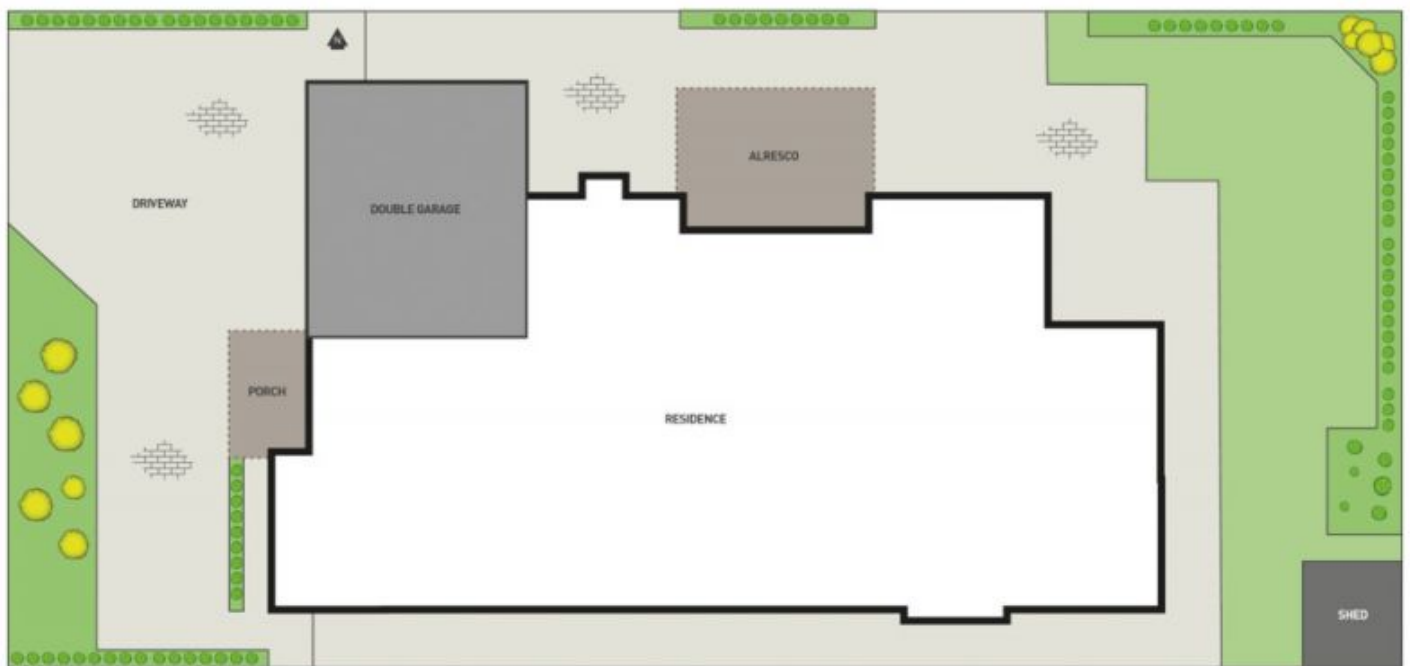 N
ALRESCO
DRIVEWAY
DOUBLE GARAGE
PORCH
RESIDENCE
SHED